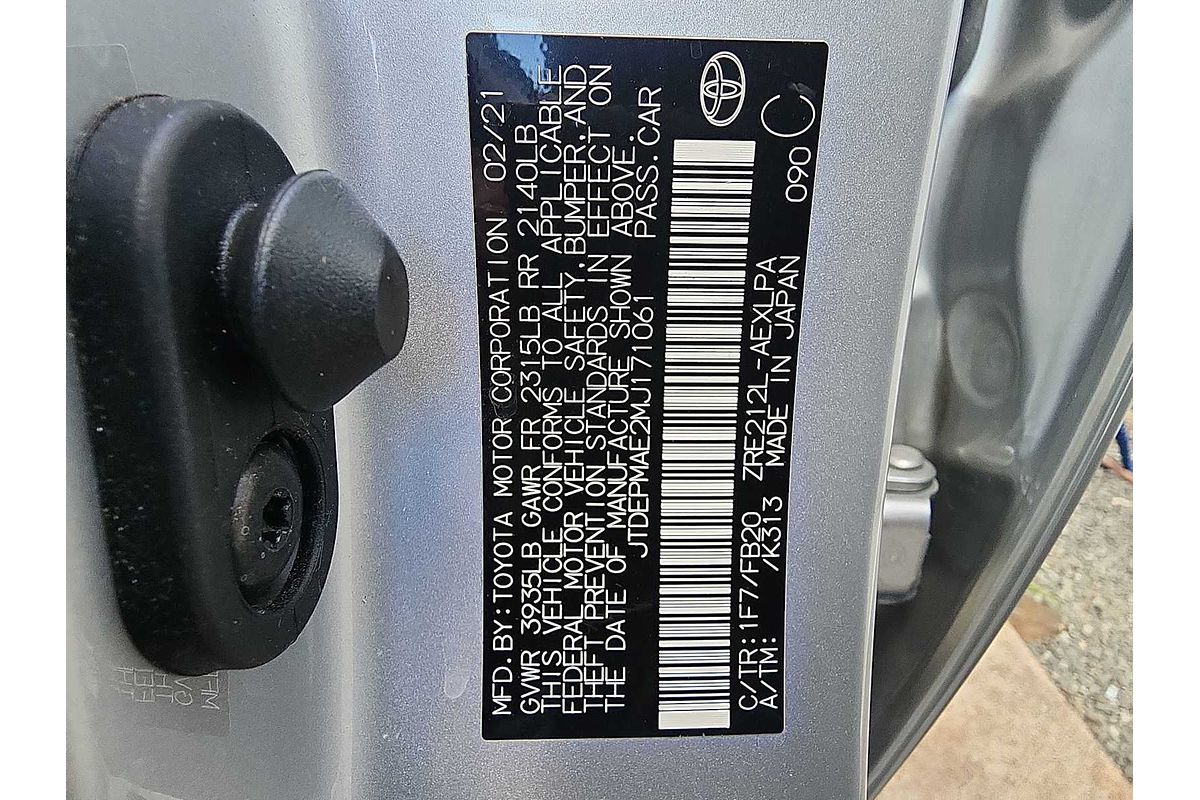 MFD.BY:TOYOTA MOTOR CORPORATION 02/21
GVWR 3935LB GAWR FR 2315LB RR 2140LB
THIS VEHICLE CONFORMS TO ALL APPLICABLE
FEDERAL MOTOR VEHICLE SAFETY,BUMPER,AND
THEFT PREVENTION STANDARDS IN EFFECT ON
THE DATE OF MANUFACTURE SHOWN ABOVE.
JTDEPMAE2MJ171061 PASS.CAR
C/TR:1F7/FB20 ZRE212L-AEXLPA 090 C
A/TM: /K313 MADE IN JAPAN